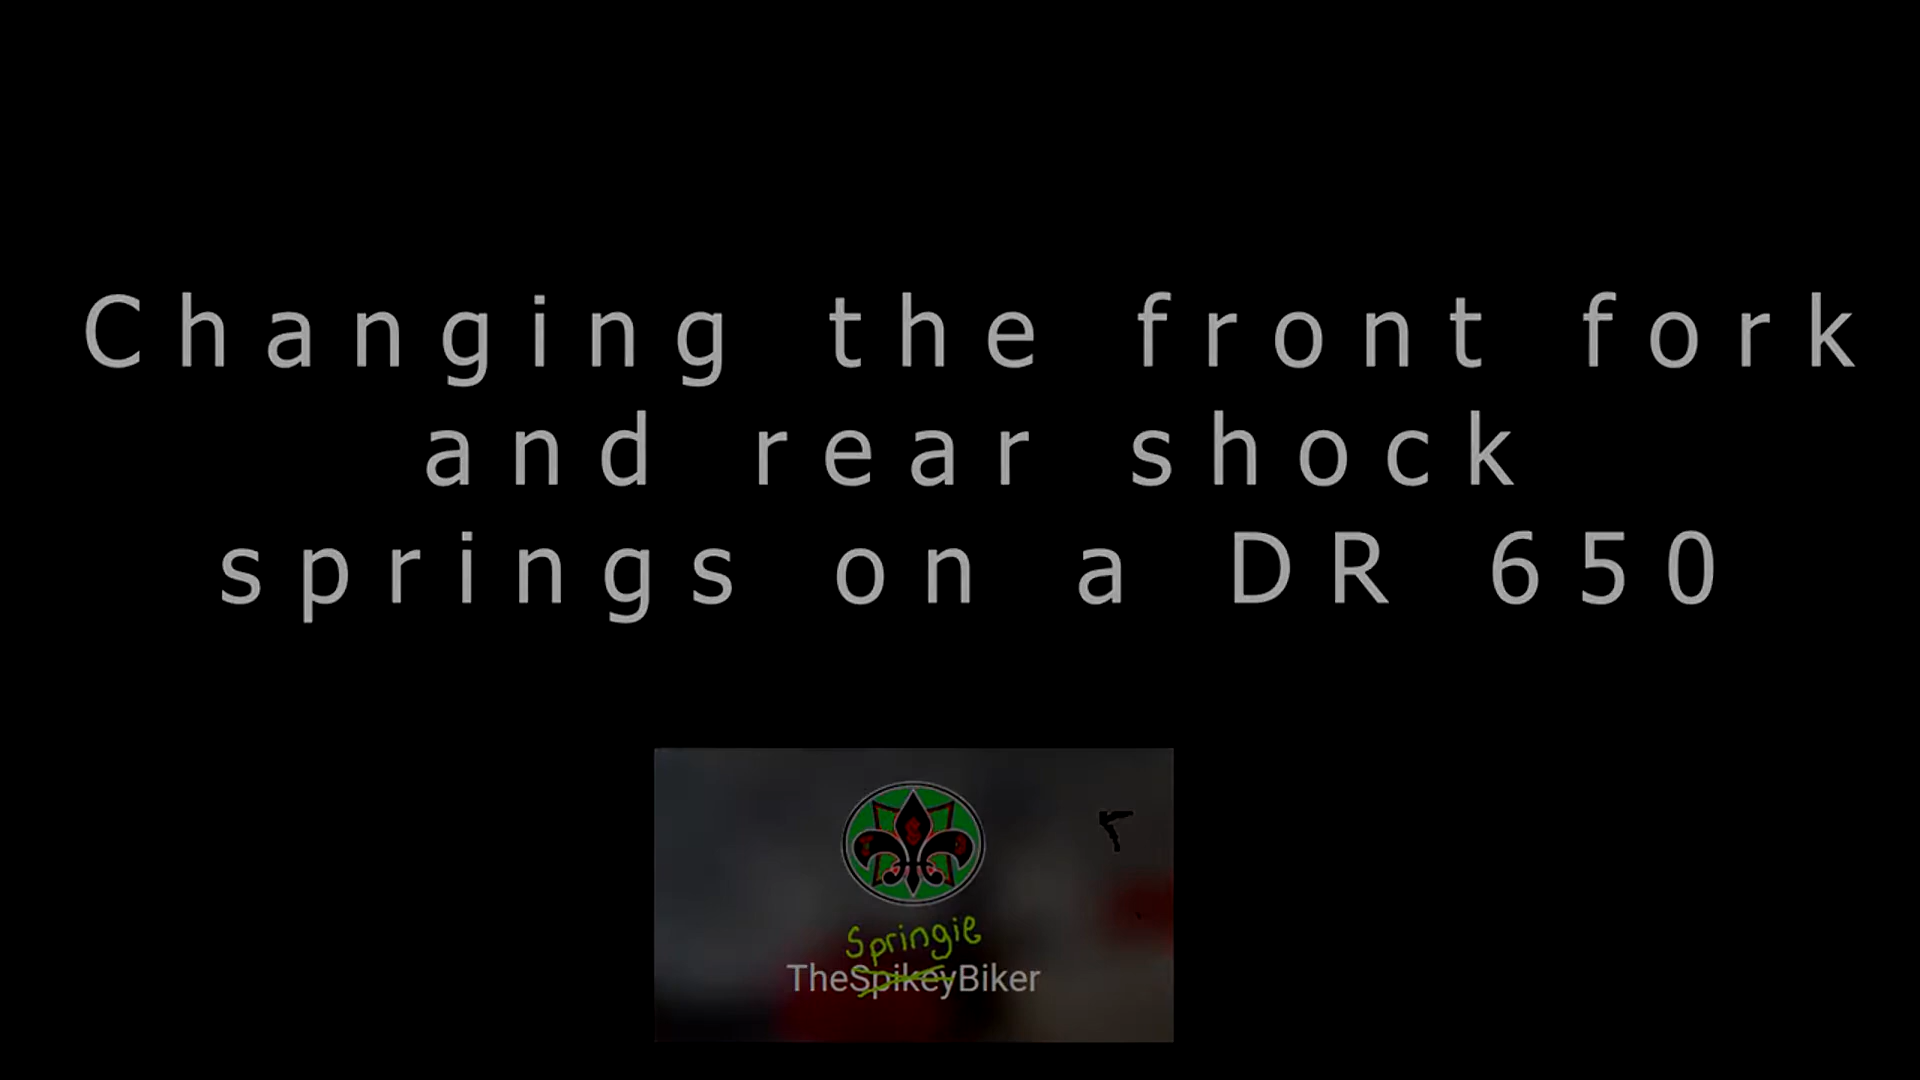 Changing the front fork
and rear shock
springs on a DR 650
T S B
Springie
TheSpikeyBiker